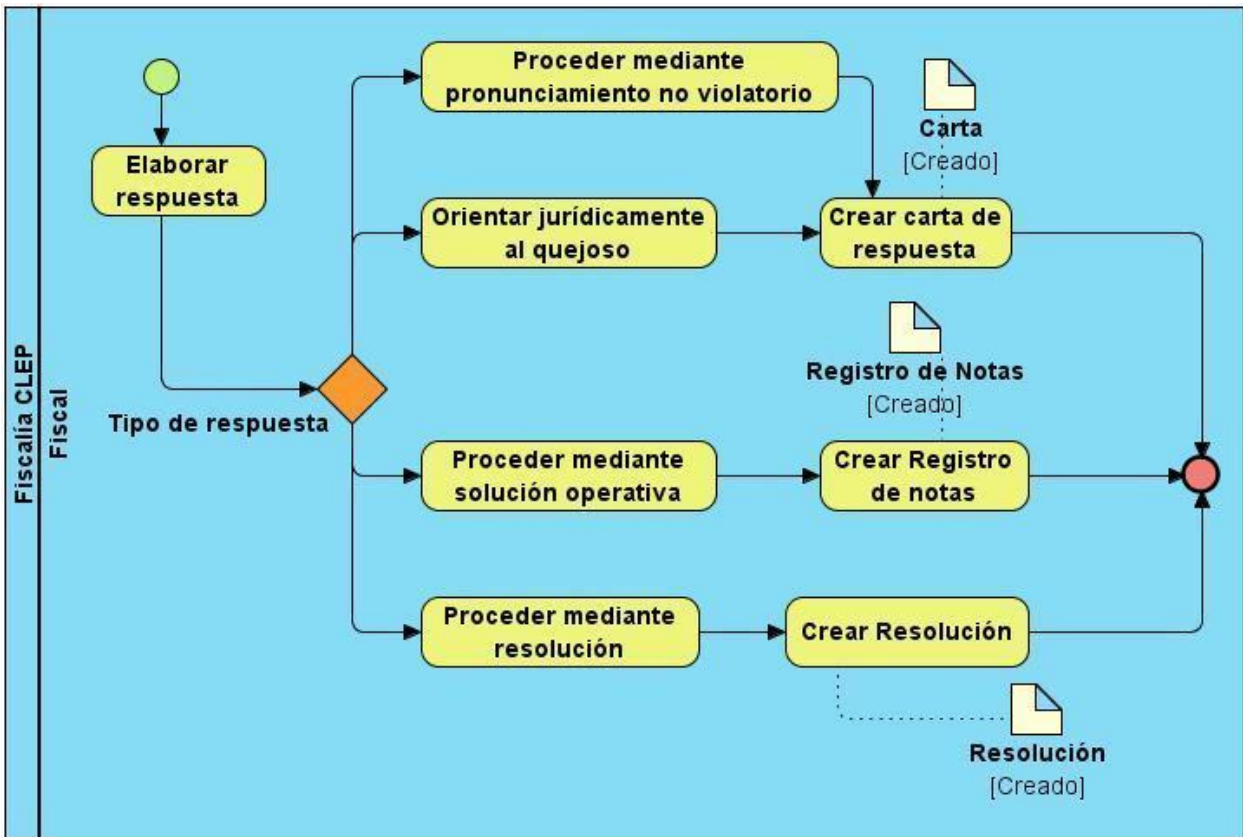 Fiscalía CLEP
Fiscal
Elaborar
respuesta
Tipo de respuesta
Proceder mediante
pronunciamiento no violatorio
Carta
[Creado]
Orientar jurídicamente
al quejoso
Crear carta de
respuesta
Registro de Notas
[Creado]
Proceder mediante
solución operativa
Crear Registro
de notas
Proceder mediante
resolución
Crear Resolución
Resolución
[Creado]